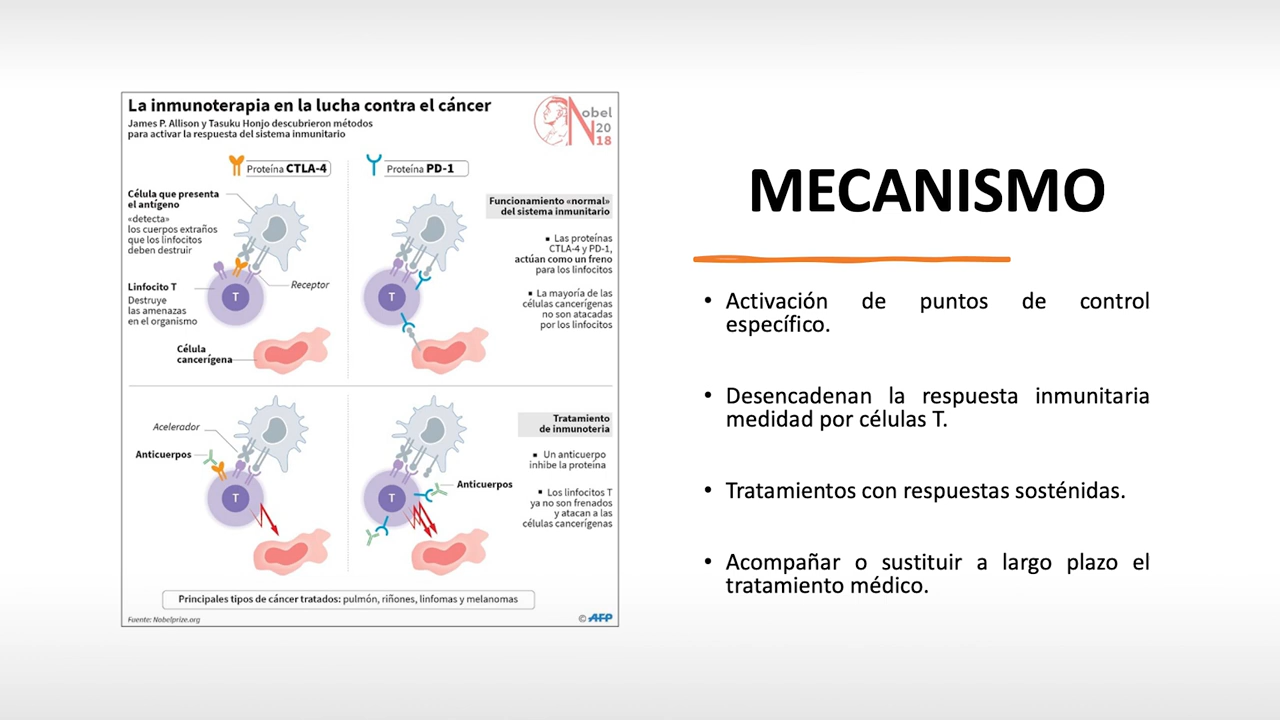 La inmunoterapia en la lucha contra el cáncer
James P. Allison y Tasuku Honjo descubrieron métodos
para activar la respuesta del sistema inmunitario
Nobel
20
18
Proteína CTLA-4
Proteína PD-1
Célula que presenta
el antígeno
«detecta»
los cuerpos extraños
que los linfocitos
deben destruir
Linfocito T
Destruye
las amenazas
en el organismo
T
Receptor
Célula
cancerígena
T
Funcionamiento «normal»
del sistema inmunitario
▪ Las proteínas
CTLA-4 y PD-1,
actúan como un freno
para los linfocitos
▪ La mayoría de las
células cancerígenas
no son atacadas
por los linfocitos
Acelerador
Anticuerpos
T
T
Anticuerpos
Tratamiento
de inmunoteria
▪ Un anticuerpo
inhibe la proteína
▪ Los linfocitos T
ya no son frenados
y atacan a las
células cancerígenas
Principales tipos de cáncer tratados: pulmón, riñones, linfomas y melanomas
Fuente: Nobelprize.org
© AFP
MECANISMO
• Activación de puntos de control
específico.
• Desencadenan la respuesta inmunitaria
medidad por células T.
• Tratamientos con respuestas sosténidas.
• Acompañar o sustituir a largo plazo el
tratamiento médico.